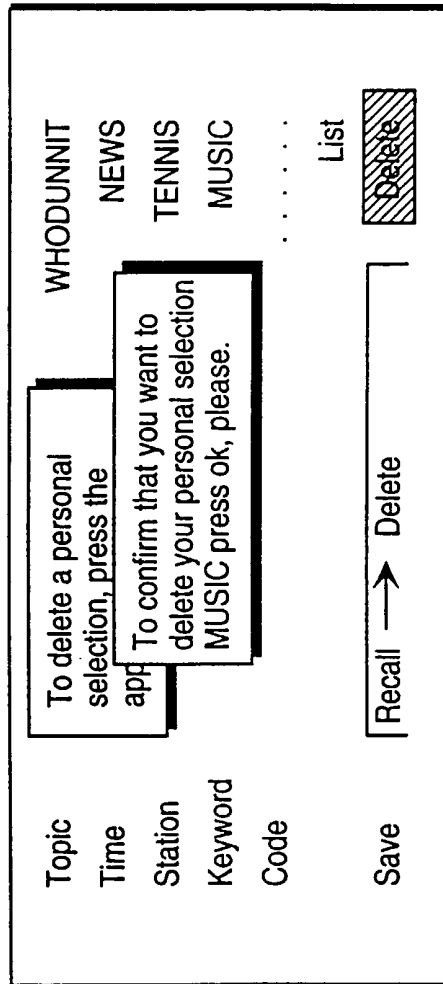 Topic
Time
Station
Keyword
Code
Save
To delete a personal
selection, press the
app
To confirm that you want to
delete your personal selection
MUSIC press ok, please.
WHODUNNIT
NEWS
TENNIS
MUSIC
. . . . . .
List
Recall → Delete
Delete